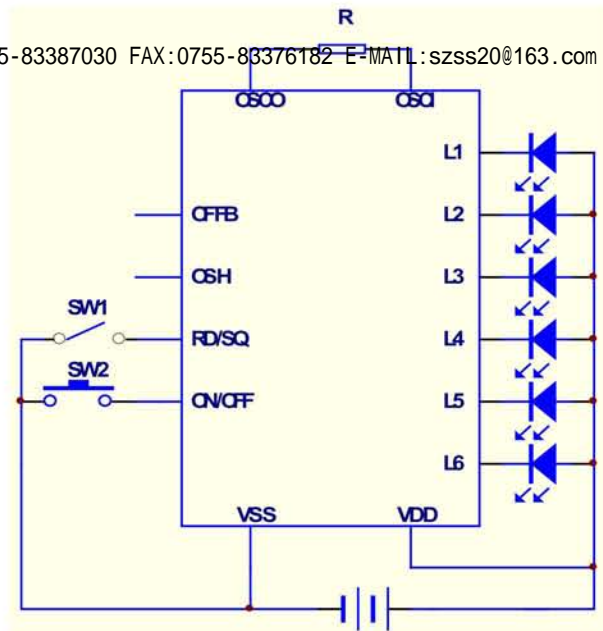 R
5-83387030 FAX:0755-83376182 E-MAIL:szss20@163.com
OSCO OSCI
L1
OFFB L2
OSH L3
SW1 RD/SQ L4
SW2 ON/OFF L5
L6
VSS VDD